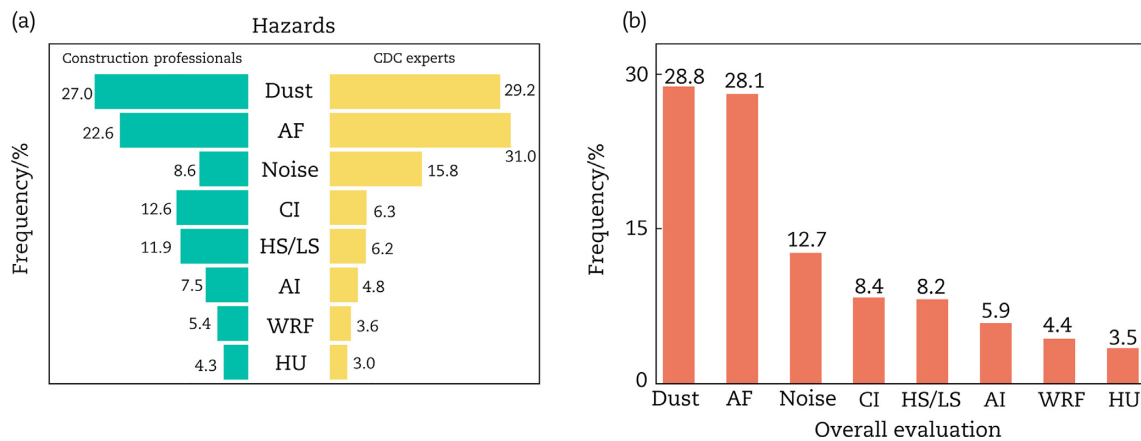 (a)
Hazards
Construction professionals CDC experts
27.0 Dust 29.2
22.6 AF 31.0
8.6 Noise 15.8
12.6 CI 6.3
11.9 HS/LS 6.2
7.5 AI 4.8
5.4 WRF 3.6
4.3 HU 3.0
Frequency/%
(b)
30
15
0
Frequency/%
28.8 28.1 12.7 8.4 8.2 5.9 4.4 3.5
Dust AF Noise CI HS/LS AI WRF HU
Overall evaluation